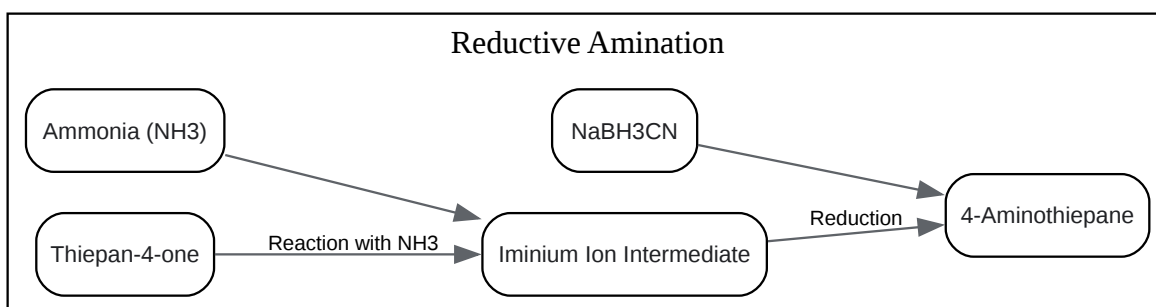 Reductive Amination
Ammonia (NH3)
NaBH3CN
4-Aminothiepane
Reduction
Thiepan-4-one
Reaction with NH3
Iminium Ion Intermediate